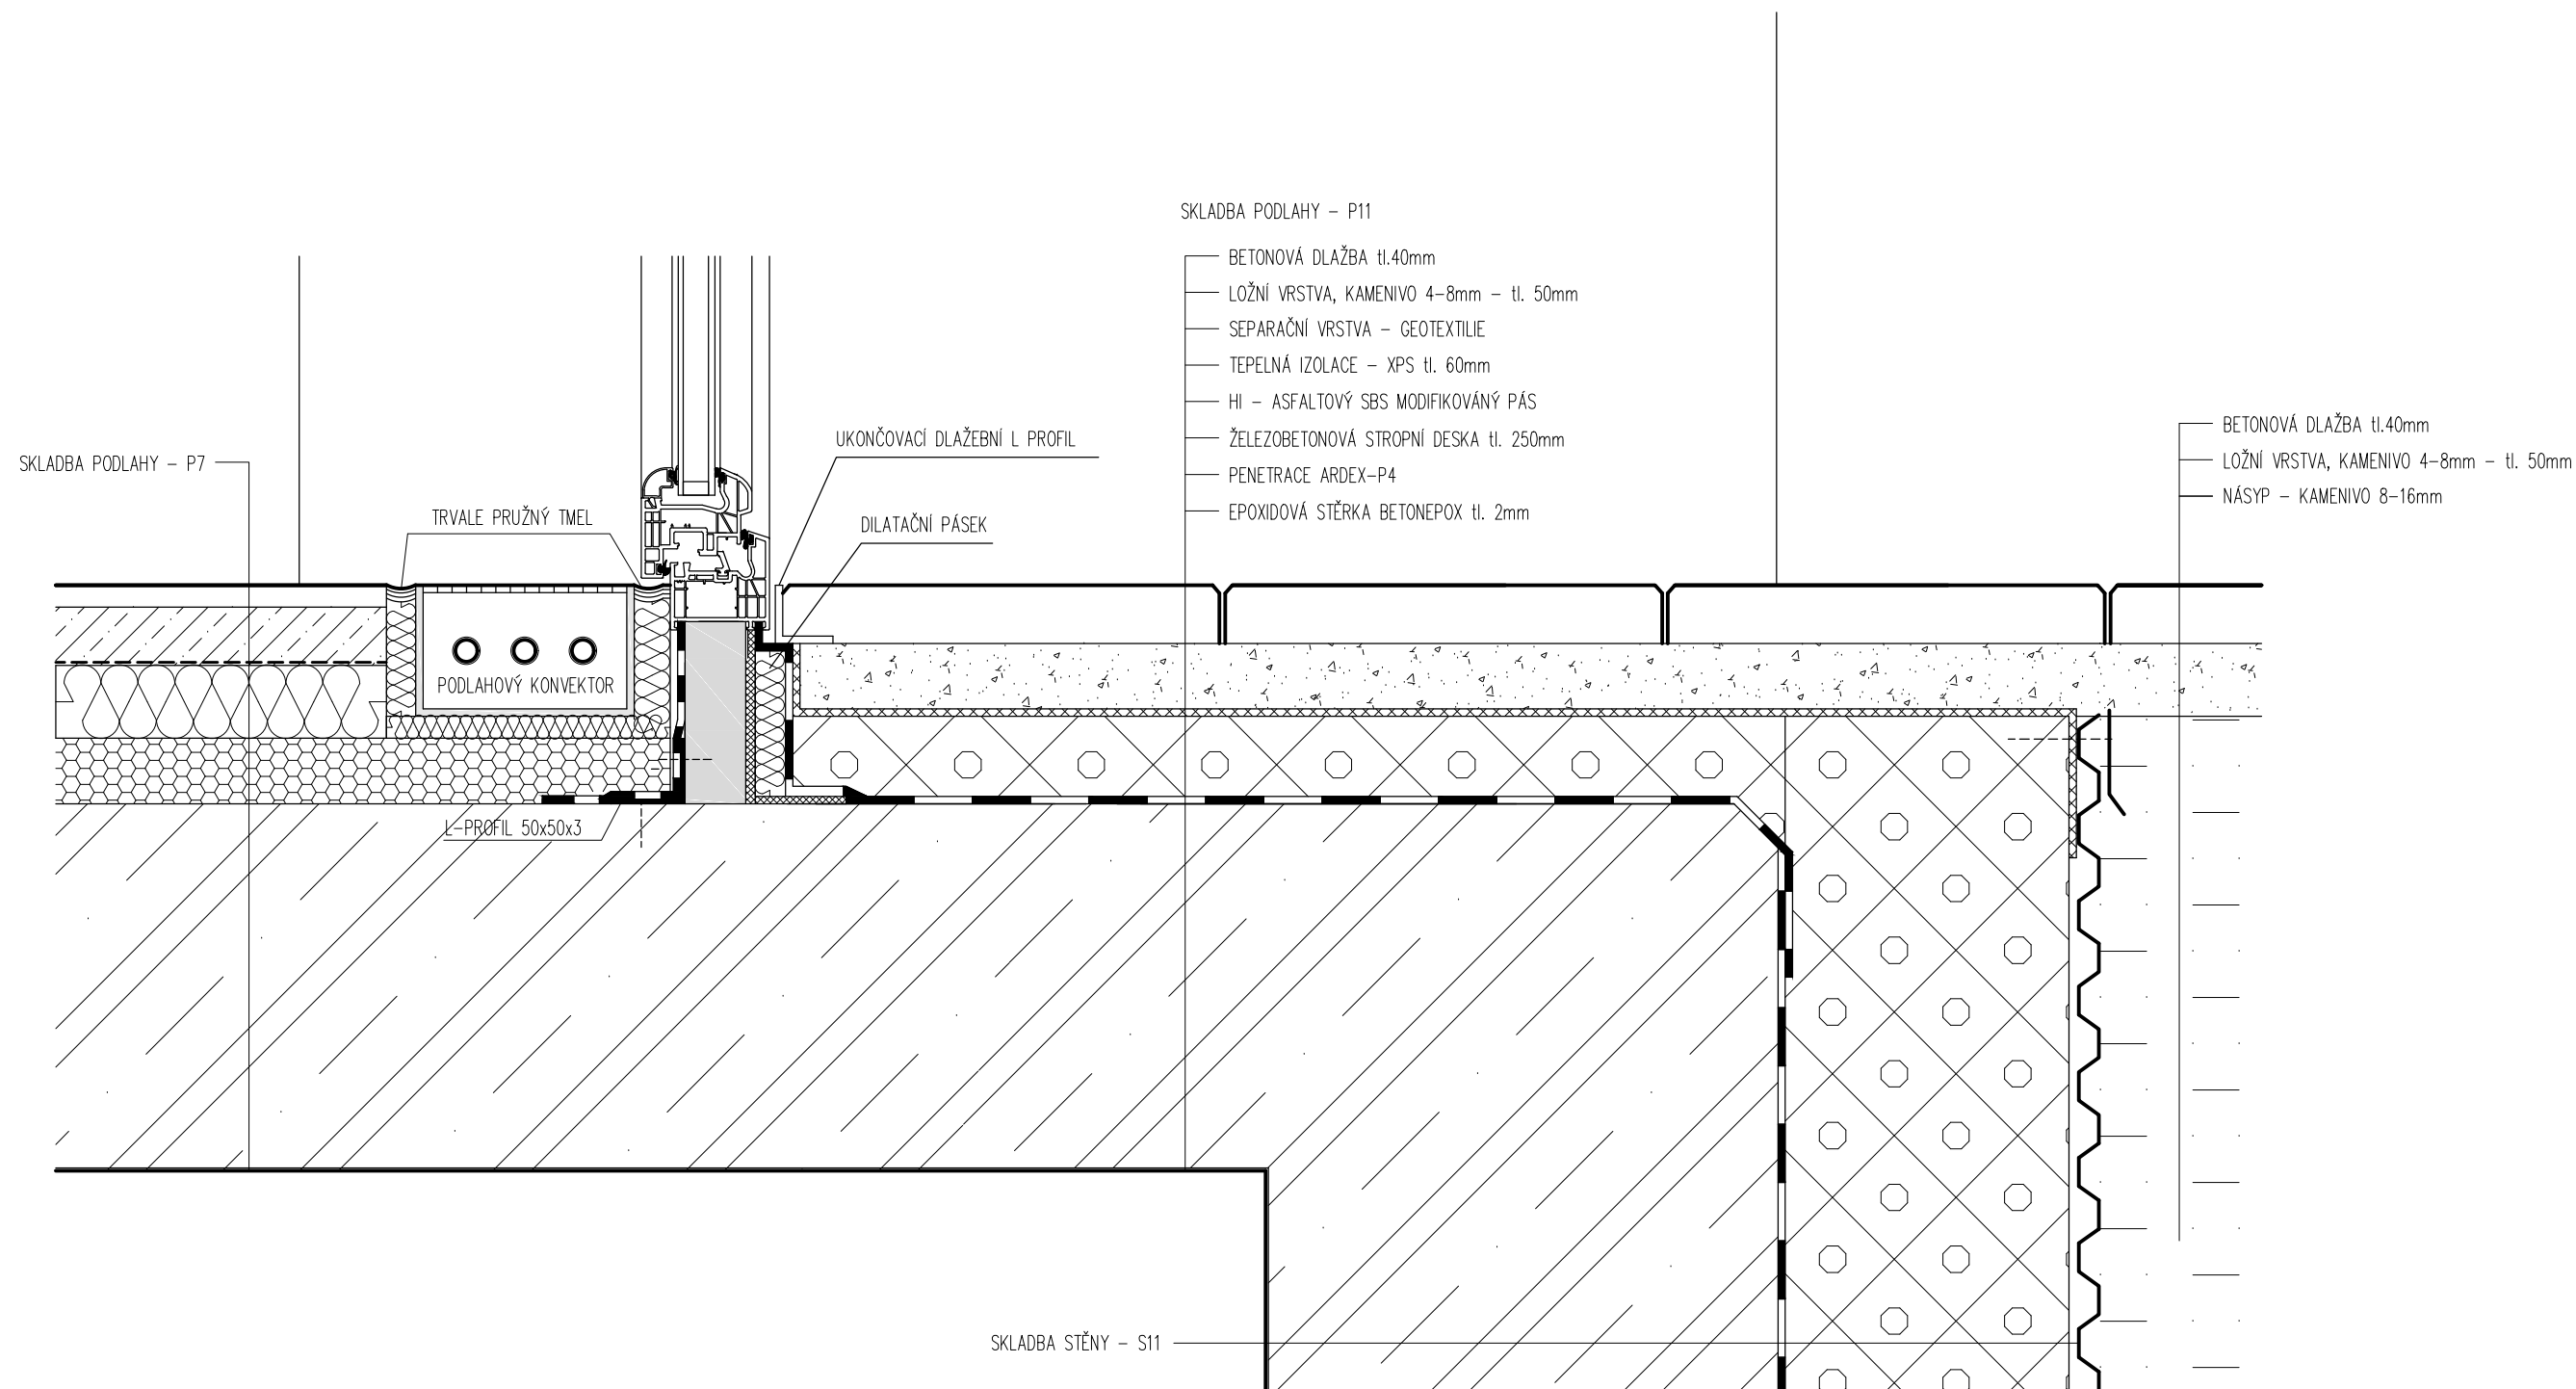 SKLADBA PODLAHY - P11
BETONOVÁ DLAŽBA tl.40mm
LOŽNÍ VRSTVA, KAMENIVO 4-8mm - tl. 50mm
SEPARAČNÍ VRSTVA - GEOTEXTILIE
TEPELNÁ IZOLACE - XPS tl. 60mm
HI - ASFALTOVÝ SBS MODIFIKOVÁNÝ PÁS
ŽELEZOBETONOVÁ STROPNÍ DESKA tl. 250mm
PENETRACE ARDEX-P4
EPOXIDOVÁ STĚRKA BETONEPOX tl. 2mm
BETONOVÁ DLAŽBA tl.40mm
LOŽNÍ VRSTVA, KAMENIVO 4-8mm - tl. 50mm
NÁSYP - KAMENIVO 8-16mm
UKONČOVACÍ DLAŽEBNÍ L PROFIL
SKLADBA PODLAHY - P7
TRVALE PRUŽNÝ TMEL
DILATAČNÍ PÁSEK
PODLAHOVÝ KONVEKTOR
L-PROFIL 50x50x3
SKLADBA STĚNY - S11